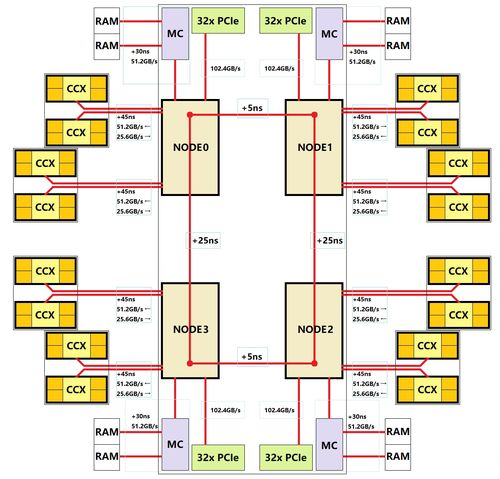 RAM MC 32x PCIe 32x PCIe MC RAM
RAM +30ns +30ns RAM
51.2GB/s 102.4GB/s 102.4GB/s 51.2GB/s
CCX CCX
+5ns
CCX +45ns +45ns CCX
51.2GB/s ← 51.2GB/s ←
25.6GB/s → 25.6GB/s →
NODE0 NODE1
CCX CCX
+45ns +45ns
CCX 51.2GB/s ← 51.2GB/s ← CCX
25.6GB/s → 25.6GB/s →
+25ns +25ns
CCX CCX
+45ns +45ns
51.2GB/s ← 51.2GB/s ←
CCX 25.6GB/s → 25.6GB/s → CCX
NODE3 NODE2
CCX CCX
+5ns
+45ns +45ns
CCX 51.2GB/s ← 51.2GB/s ← CCX
25.6GB/s → 25.6GB/s →
102.4GB/s 102.4GB/s
+30ns +30ns
RAM 51.2GB/s 51.2GB/s RAM
MC MC
RAM 32x PCIe 32x PCIe RAM